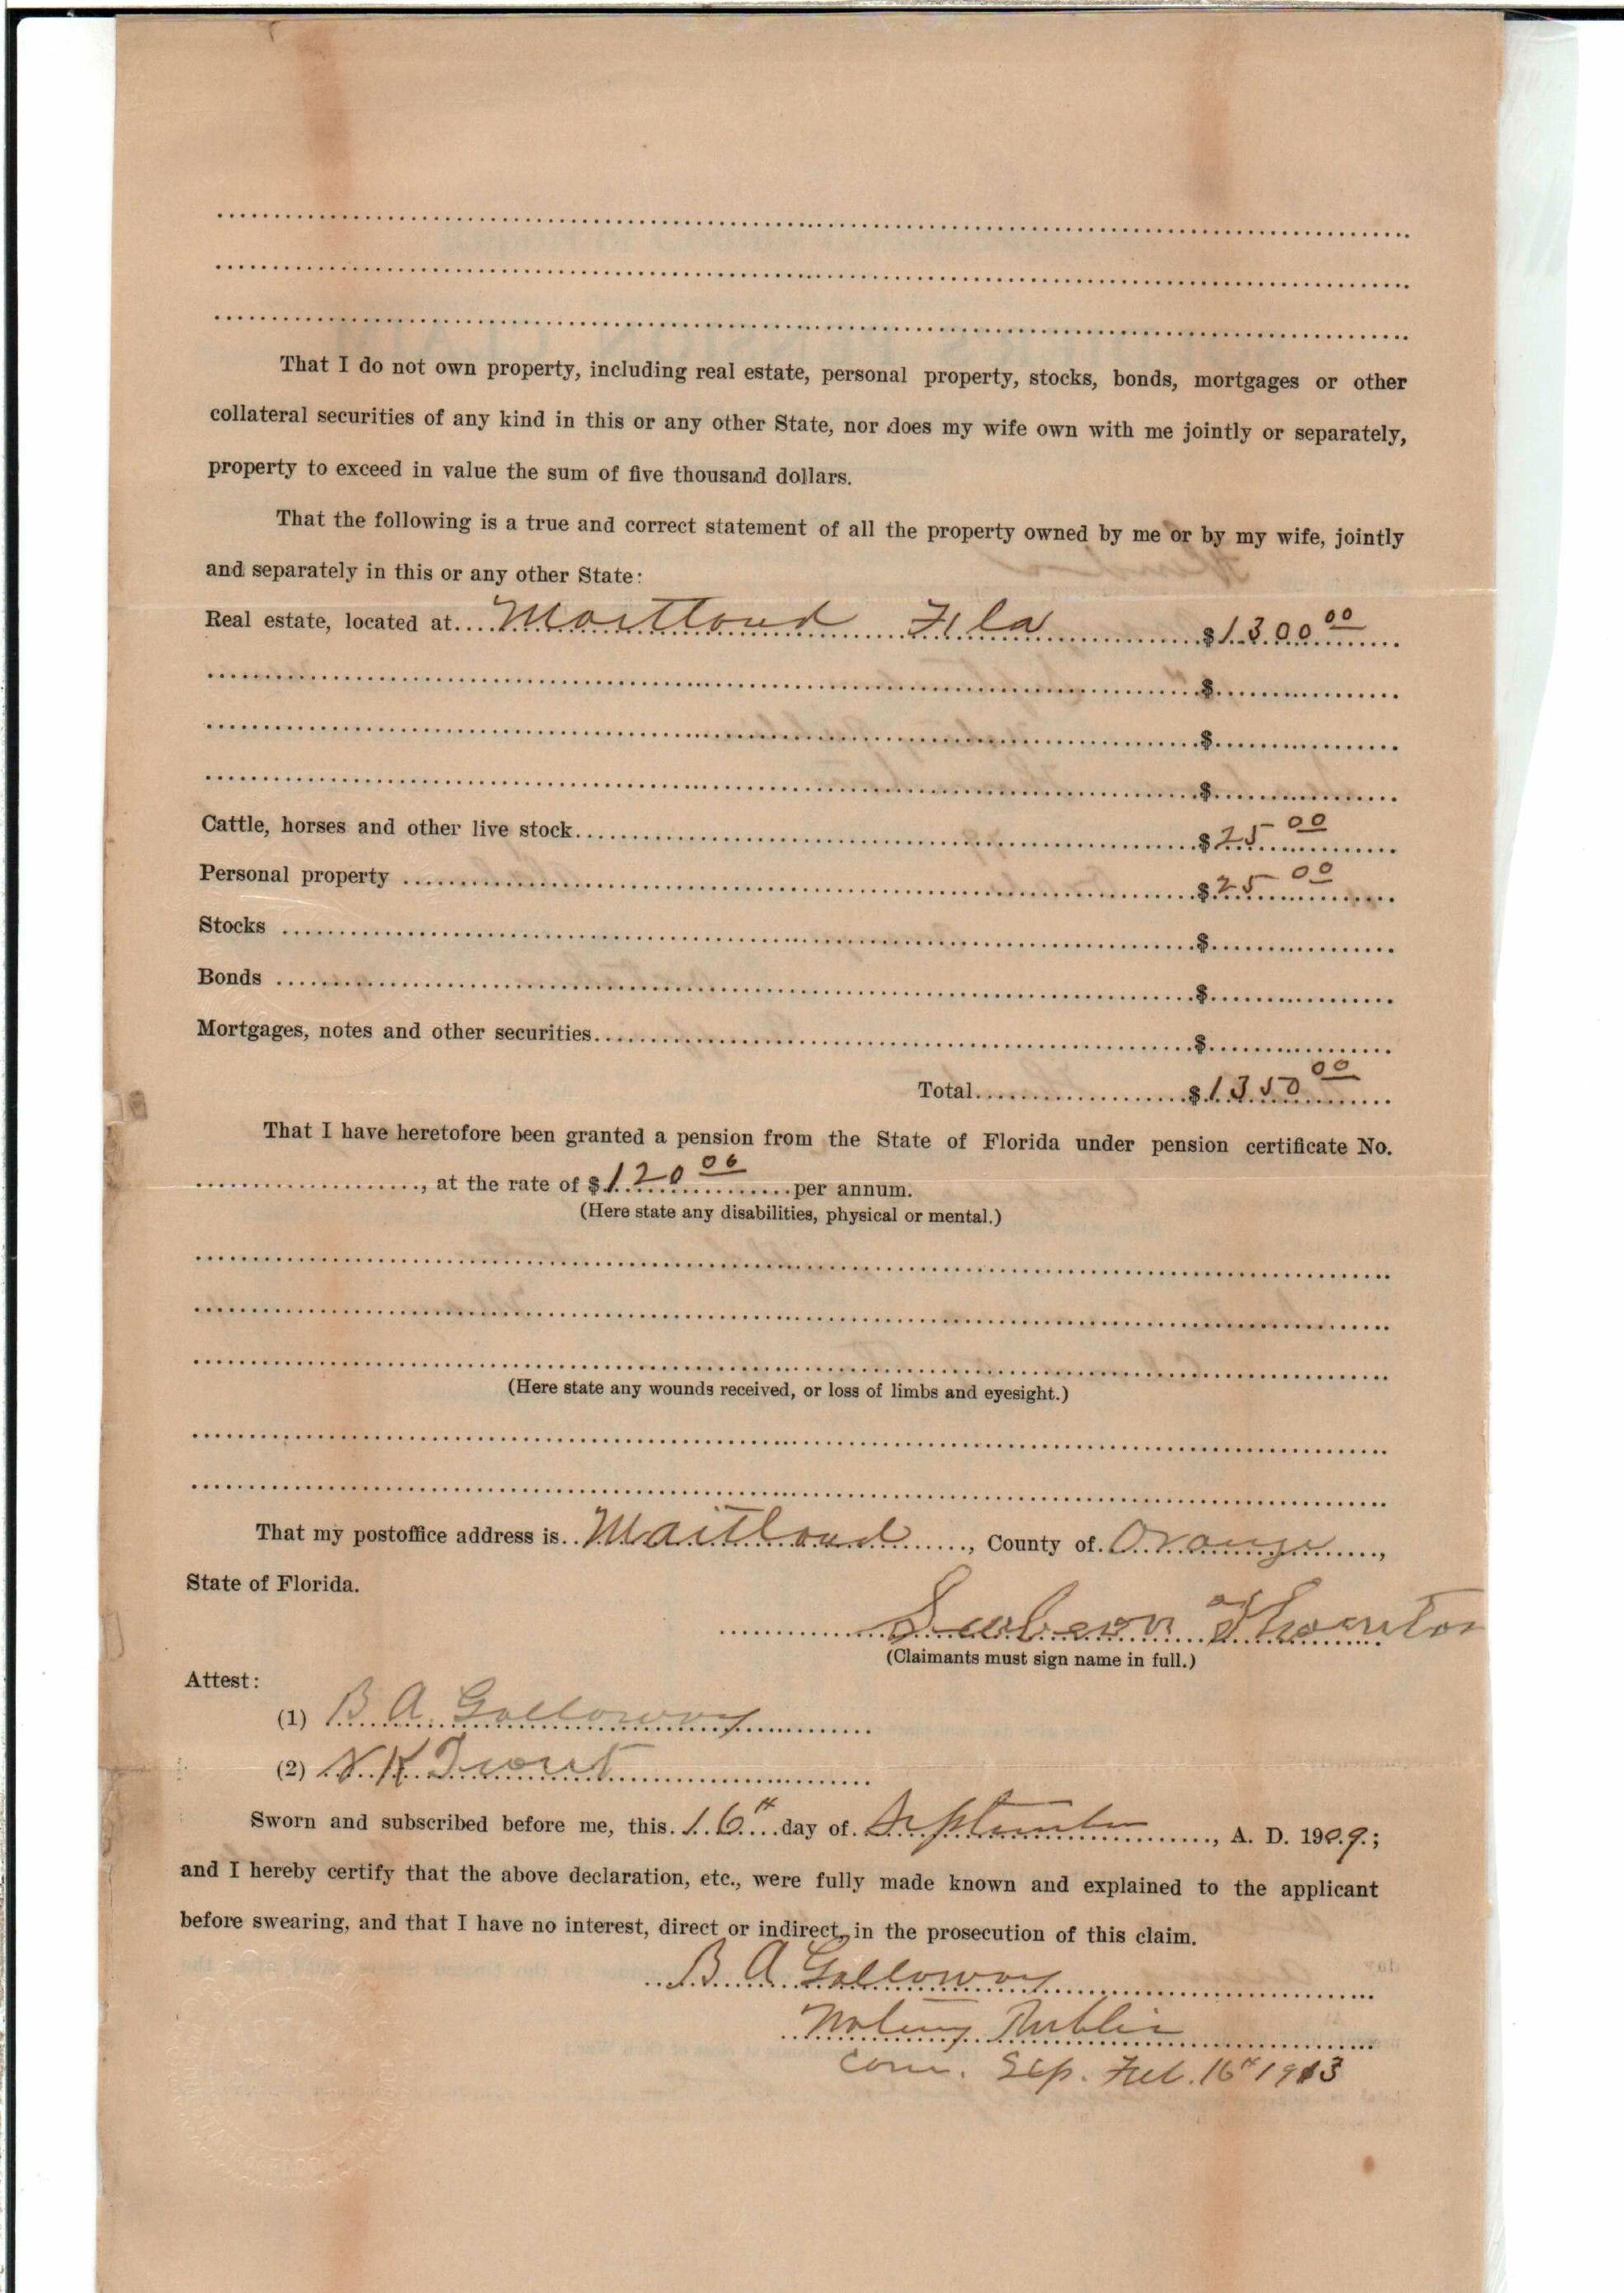 That I do not own property, including real estate, personal property, stocks, bonds, mortgages or other
collateral securities of any kind in this or any other State, nor does my wife own with me jointly or separately,
property to exceed in value the sum of five thousand dollars.
That the following is a true and correct statement of all the property owned by me or by my wife, jointly
and separately in this or any other State:
Real estate, located at Maitland Fla $1300 00
$
$
$
Cattle, horses and other live stock $25 00
Personal property $25 00
Stocks $
Bonds $
Mortgages, notes and other securities $
Total $1350 00
That I have heretofore been granted a pension from the State of Florida under pension certificate No.
, at the rate of $120 00 per annum.
(Here state any disabilities, physical or mental.)
(Here state any wounds received, or loss of limbs and eyesight.)
That my postoffice address is Maitland, County of Orange,
State of Florida.
Thornton
(Claimants must sign name in full.)
Attest:
(1) B A Galloway
(2) Trout
Sworn and subscribed before me, this 16th day of September, A. D. 1909;
and I hereby certify that the above declaration, etc., were fully made known and explained to the applicant
before swearing, and that I have no interest, direct or indirect, in the prosecution of this claim.
B A Galloway
Notary Public
Com. Exp. Feb. 16th 1913